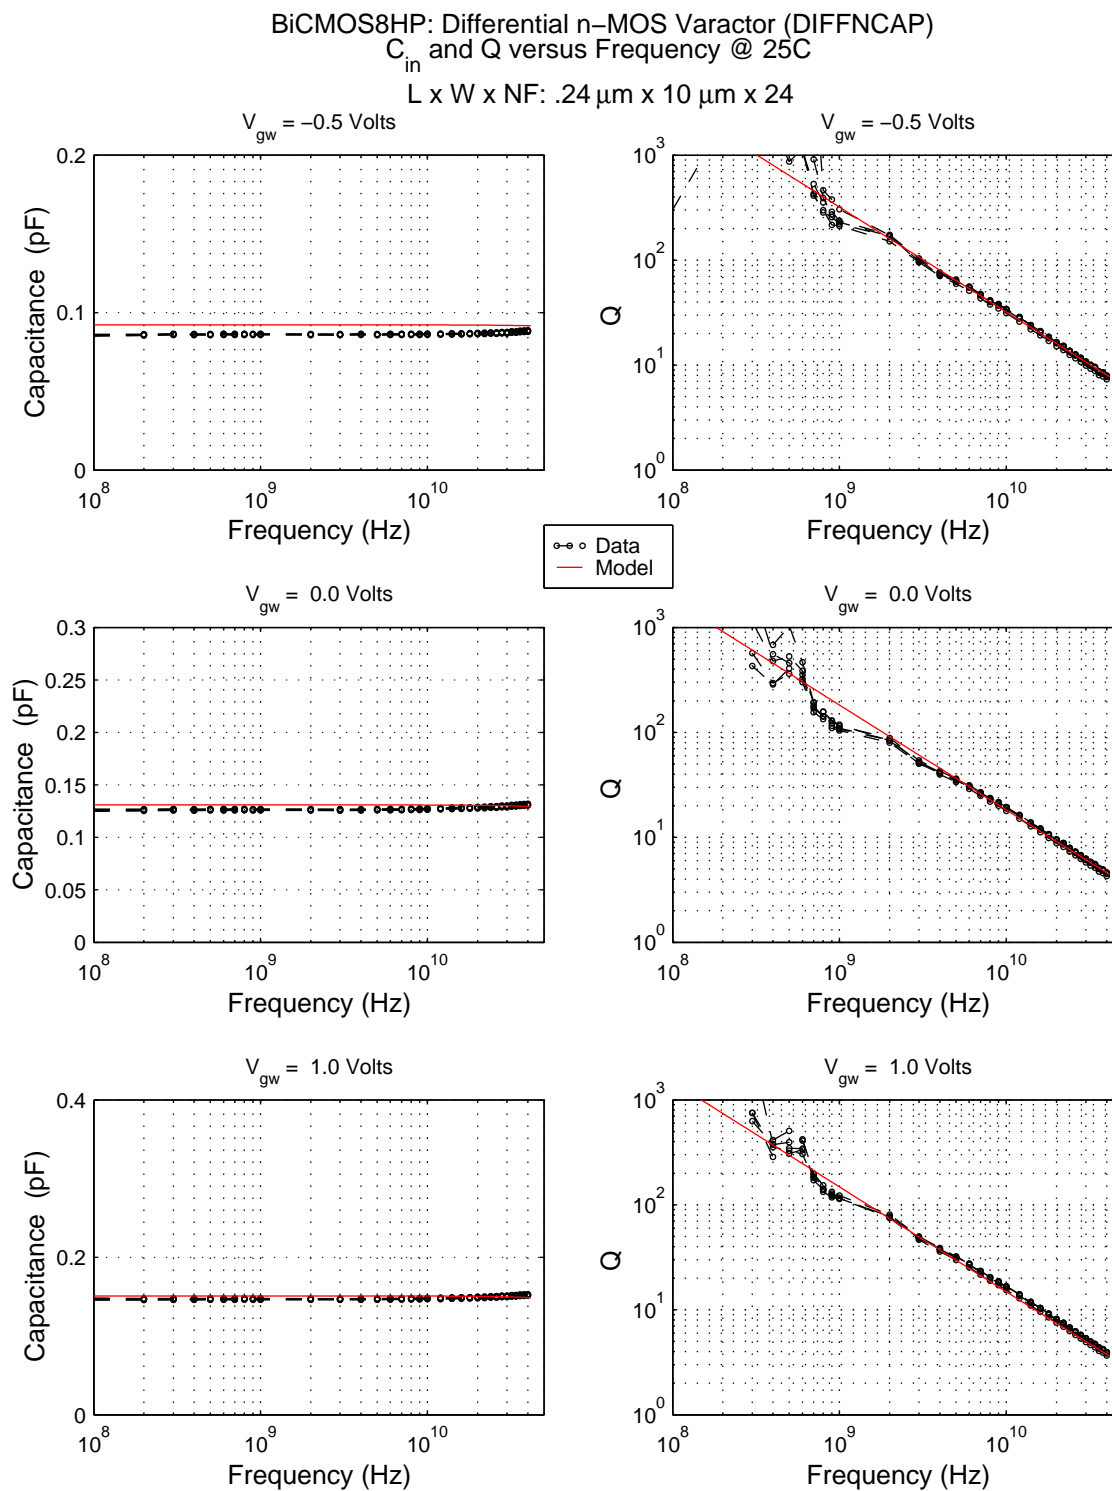 BiCMOS8HP: Differential n−MOS Varactor (DIFFNCAP)
C_in and Q versus Frequency @ 25C
L x W x NF: .24 µm x 10 µm x 24
V_gw = −0.5 Volts
0.2
0.1
0
Capacitance (pF)
10^8
10^9
10^10
Frequency (Hz)
V_gw = −0.5 Volts
10^3
10^2
10^1
10^0
Q
10^8
10^9
10^10
Frequency (Hz)
Data
Model
V_gw = 0.0 Volts
0.3
0.25
0.2
0.15
0.1
0.05
0
Capacitance (pF)
10^8
10^9
10^10
Frequency (Hz)
V_gw = 0.0 Volts
10^3
10^2
10^1
10^0
Q
10^8
10^9
10^10
Frequency (Hz)
V_gw = 1.0 Volts
0.4
0.2
0
Capacitance (pF)
10^8
10^9
10^10
Frequency (Hz)
V_gw = 1.0 Volts
10^3
10^2
10^1
10^0
Q
10^8
10^9
10^10
Frequency (Hz)